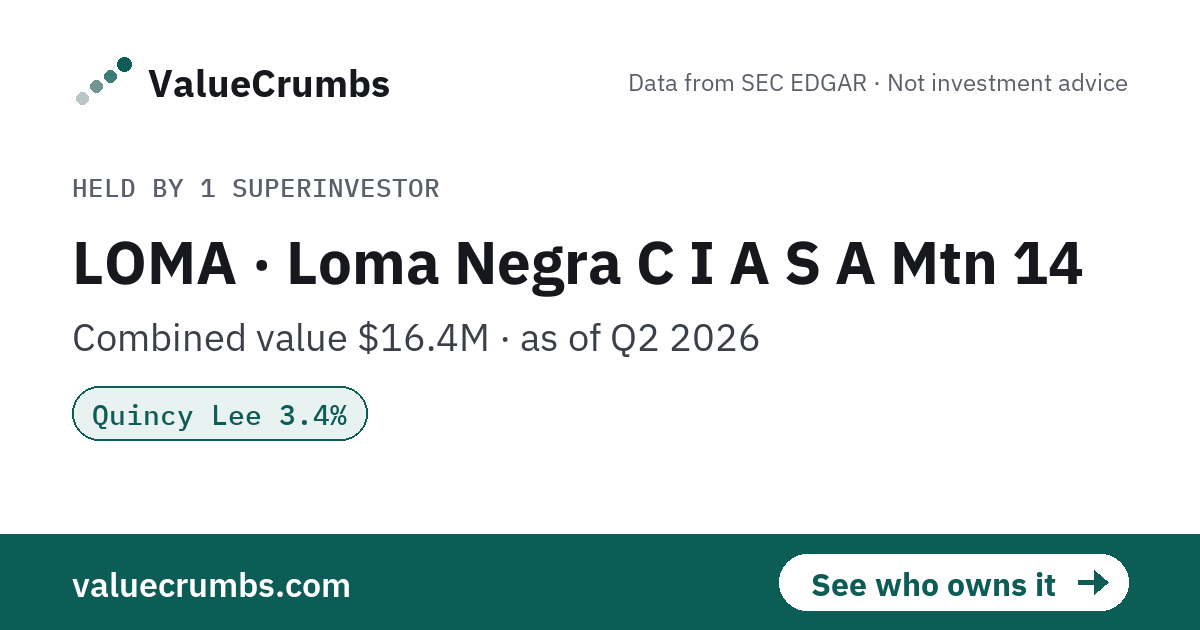 ValueCrumbs
Data from SEC EDGAR · Not investment advice
HELD BY 1 SUPERINVESTOR
LOMA · Loma Negra C I A S A Mtn 14
Combined value $16.4M · as of Q2 2026
Quincy Lee 3.4%
valuecrumbs.com
See who owns it →